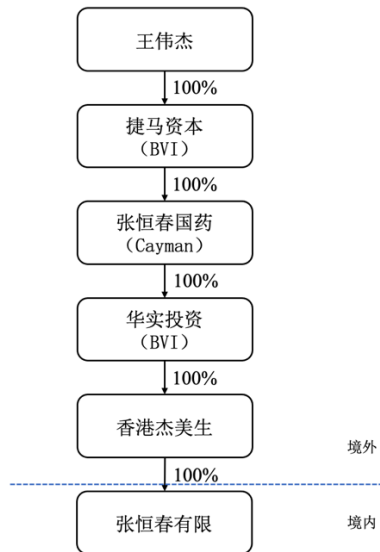 王伟杰
100%
捷马资本
（BVI）
100%
张恒春国药
（Cayman）
100%
华实投资
（BVI）
100%
香港杰美生
境外
100%
张恒春有限
境内